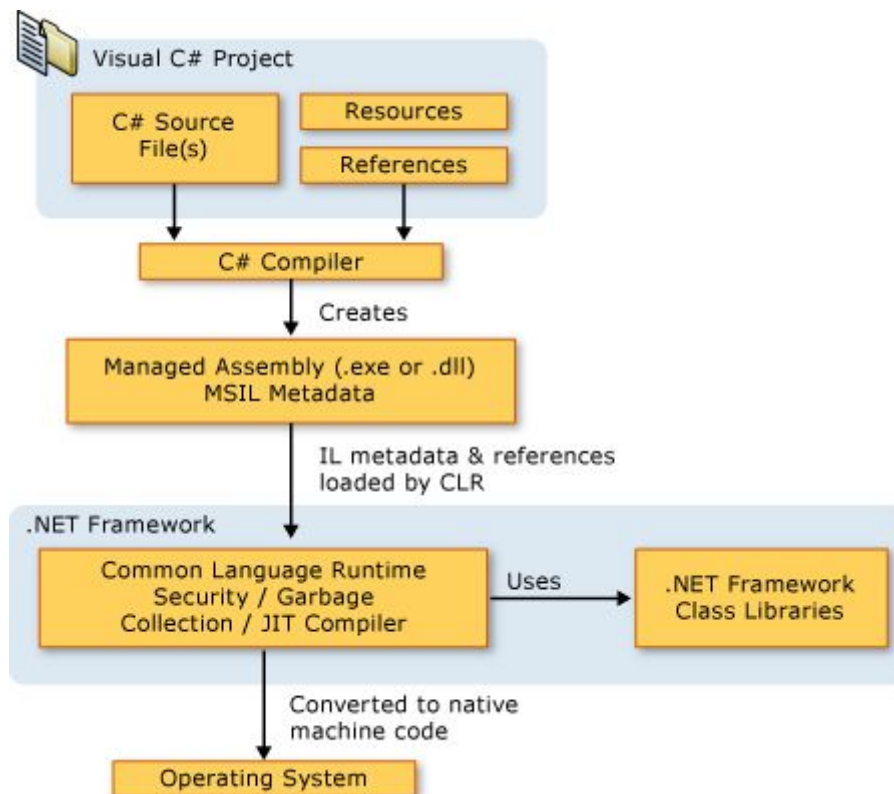 Visual C# Project
C# Source
File(s)
Resources
References
C# Compiler
Creates
Managed Assembly (.exe or .dll)
MSIL Metadata
IL metadata & references
loaded by CLR
.NET Framework
Common Language Runtime
Security / Garbage
Collection / JIT Compiler
Uses
.NET Framework
Class Libraries
Converted to native
machine code
Operating System